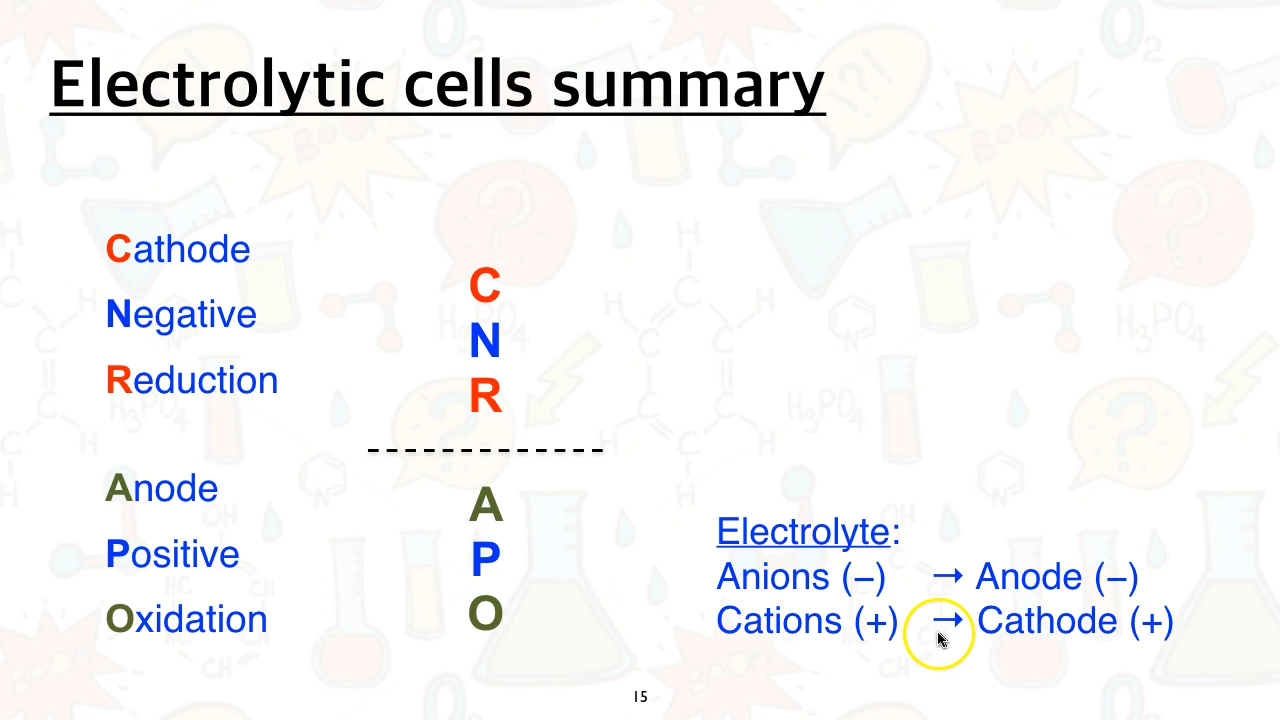 Electrolytic cells summary
Cathode
Negative
Reduction
Anode
Positive
Oxidation
C
N
R
A
P
O
Electrolyte:
Anions (–) → Anode (–)
Cations (+) → Cathode (+)
15